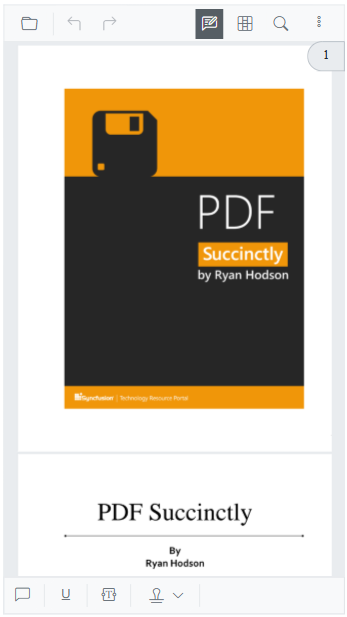 1
PDF
Succinctly
by Ryan Hodson
Syncfusion | Technology Resource Portal
PDF Succinctly
By
Ryan Hodson
U
T